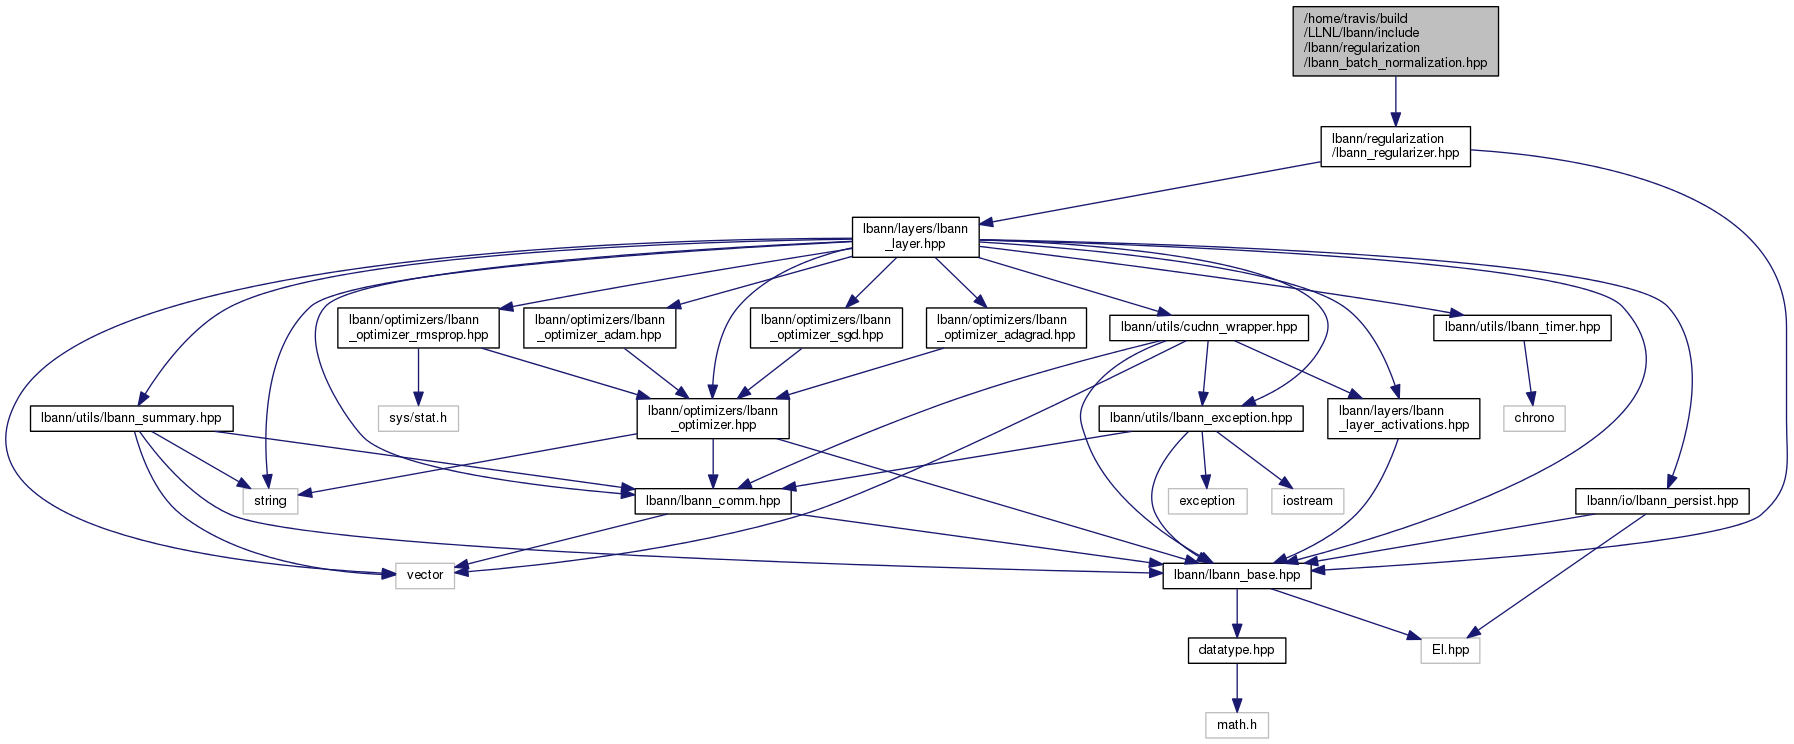 /home/travis/build
/LLNL/lbann/include
/lbann/regularization
/lbann_batch_normalization.hpp
lbann/regularization
/lbann_regularizer.hpp
lbann/layers/lbann
_layer.hpp
lbann/optimizers/lbann
_optimizer_rmsprop.hpp
lbann/optimizers/lbann
_optimizer_adam.hpp
lbann/optimizers/lbann
_optimizer_sgd.hpp
lbann/optimizers/lbann
_optimizer_adagrad.hpp
lbann/utils/cudnn_wrapper.hpp
lbann/utils/lbann_timer.hpp
lbann/utils/lbann_summary.hpp
sys/stat.h
lbann/optimizers/lbann
_optimizer.hpp
lbann/utils/lbann_exception.hpp
lbann/layers/lbann
_layer_activations.hpp
chrono
string
lbann/lbann_comm.hpp
exception
iostream
lbann/io/lbann_persist.hpp
vector
lbann/lbann_base.hpp
datatype.hpp
El.hpp
math.h